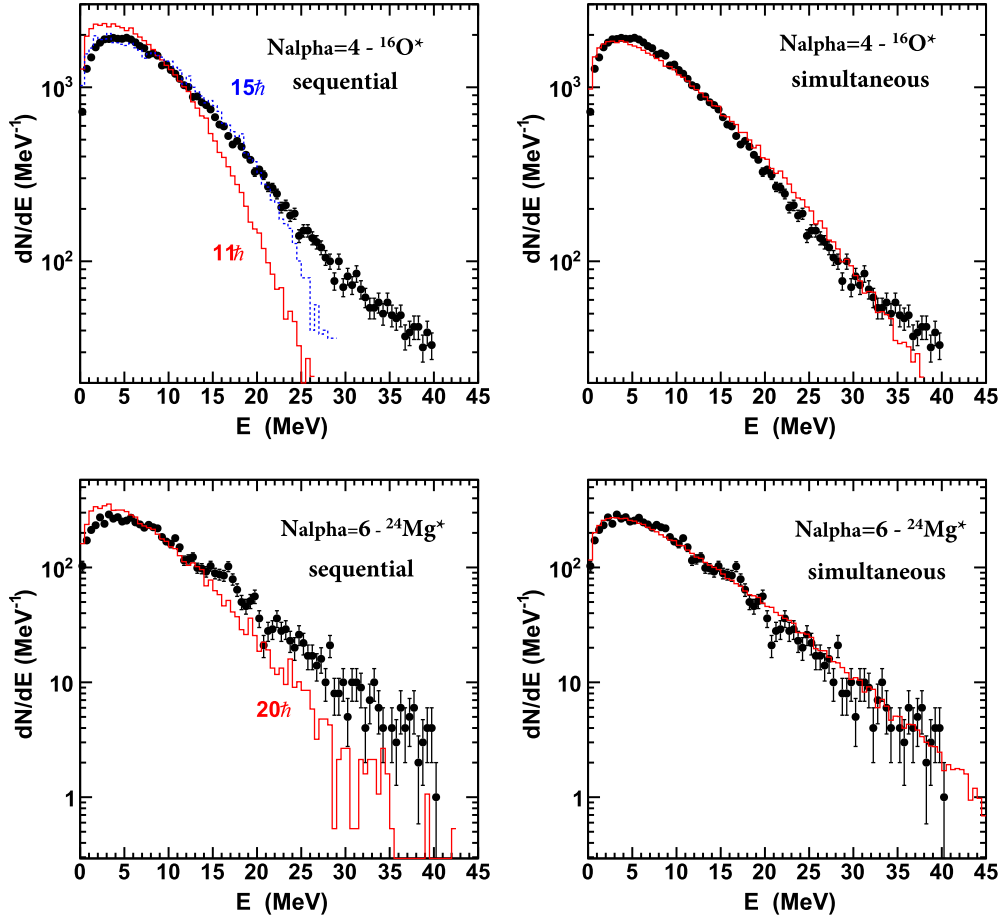 Nalpha=4 - ¹⁶O*
sequential
15ħ
11ħ
dN/dE (MeV⁻¹)
10³
10²
0 5 10 15 20 25 30 35 40 45
E (MeV)
Nalpha=4 - ¹⁶O*
simultaneous
dN/dE (MeV⁻¹)
10³
10²
0 5 10 15 20 25 30 35 40 45
E (MeV)
Nalpha=6 - ²⁴Mg*
sequential
20ħ
dN/dE (MeV⁻¹)
10²
10
1
0 5 10 15 20 25 30 35 40 45
E (MeV)
Nalpha=6 - ²⁴Mg*
simultaneous
dN/dE (MeV⁻¹)
10²
10
1
0 5 10 15 20 25 30 35 40 45
E (MeV)